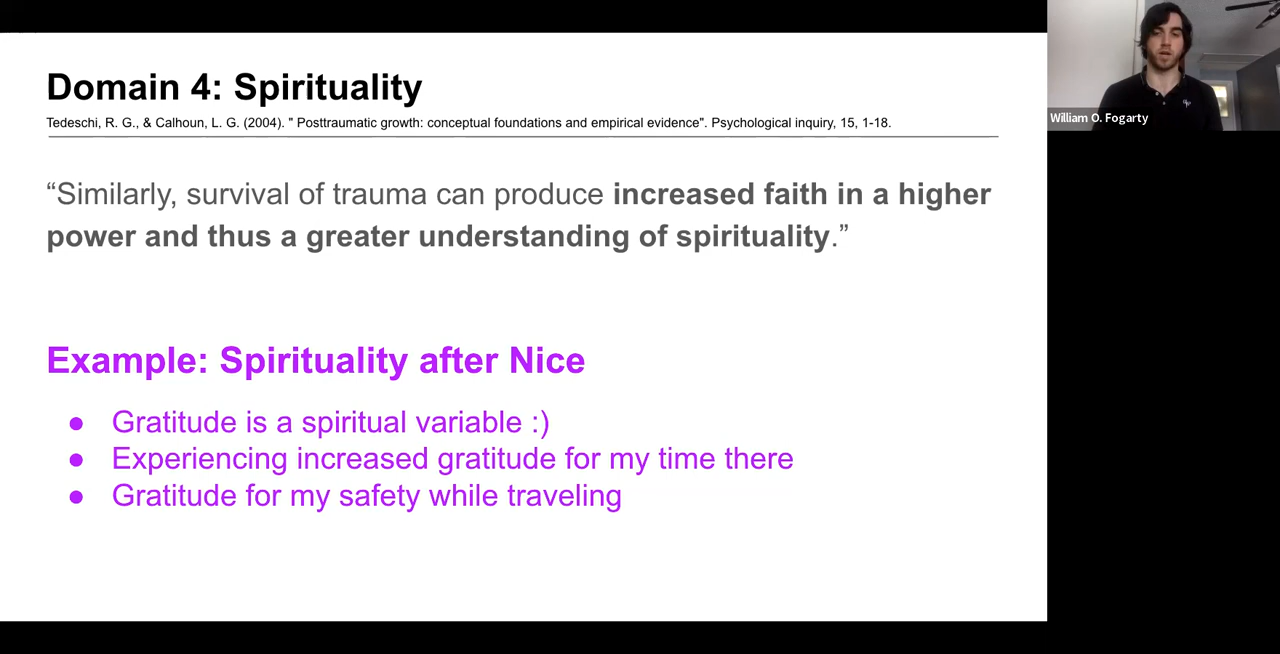 Domain 4: Spirituality
Tedeschi, R. G., & Calhoun, L. G. (2004). " Posttraumatic growth: conceptual foundations and empirical evidence". Psychological inquiry, 15, 1-18.
“Similarly, survival of trauma can produce increased faith in a higher
power and thus a greater understanding of spirituality.”
Example: Spirituality after Nice
● Gratitude is a spiritual variable :)
● Experiencing increased gratitude for my time there
● Gratitude for my safety while traveling
William O. Fogarty